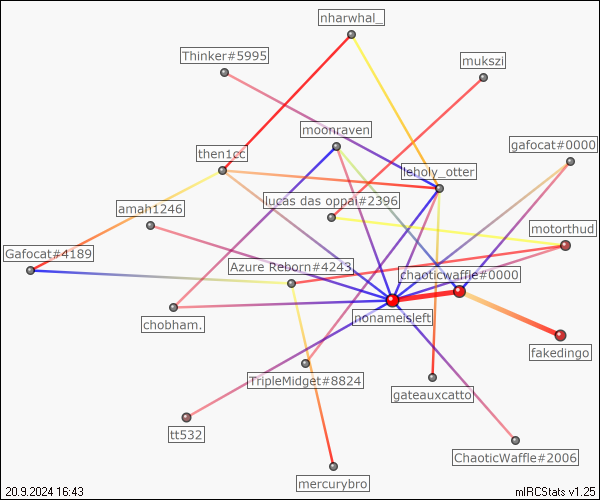 nharwhal_
Thinker#5995
mukszi
moonraven
gafocat#0000
then1cc
leholy_otter
lucas das oppai#2396
amah1246
motorthud
Gafocat#4189
Azure Reborn#4243
chaoticwaffle#0000
nonameisleft
chobham.
fakedingo
TripleMidget#8824
gateauxcatto
tt532
ChaoticWaffle#2006
mercurybro
20.9.2024 16:43
mIRCStats v1.25